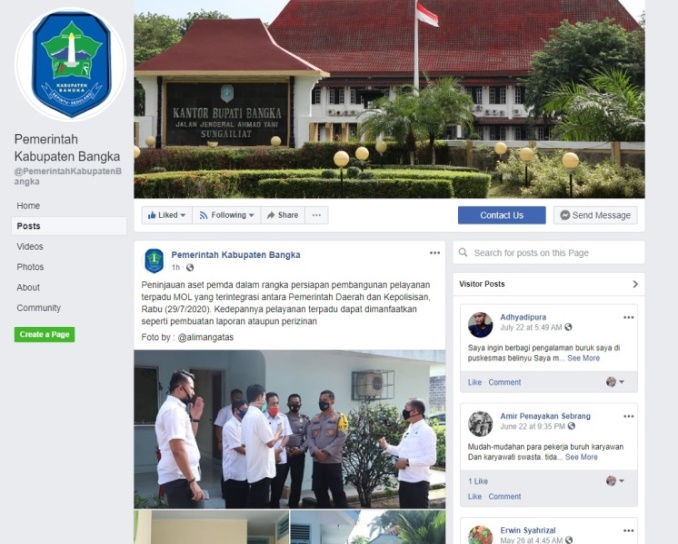 KABUPATEN
BANGKA
Pemerintah
Kabupaten Bangka
@PemerintahKabupatenB
angka
Home
Posts
Videos
Photos
About
Community
Create a Page
KANTOR BUPATI BANGKA
JALAN JENDERAL AHMAD YANI
SUNGAILIAT
Liked
Following
Share
Contact Us
Send Message
Pemerintah Kabupaten Bangka
1h
Peninjauan aset pemda dalam rangka persiapan pembangunan pelayanan
terpadu MOL yang terintegrasi antara Pemerintah Daerah dan Kepolisian,
Rabu (29/7/2020). Kedepannya pelayanan terpadu dapat dimanfaatkan
seperti pembuatan laporan ataupun perizinan
Foto by : @alimangatas
Search for posts on this Page
Visitor Posts
Adhyadipura
July 22 at 5:49 AM
Saya ingin berbagi pengalaman buruk saya di
puskesmas belinyu Saya m... See More
Like · Comment
Amir Penayakan Sebrang
June 22 at 9:35 PM
Mudah-mudahan para pekerja buruh karyawan
Dan karyawati swasta. tida... See More
1 Like
Like · Comment
Erwin Syahrizal
May 26 at 4:45 AM